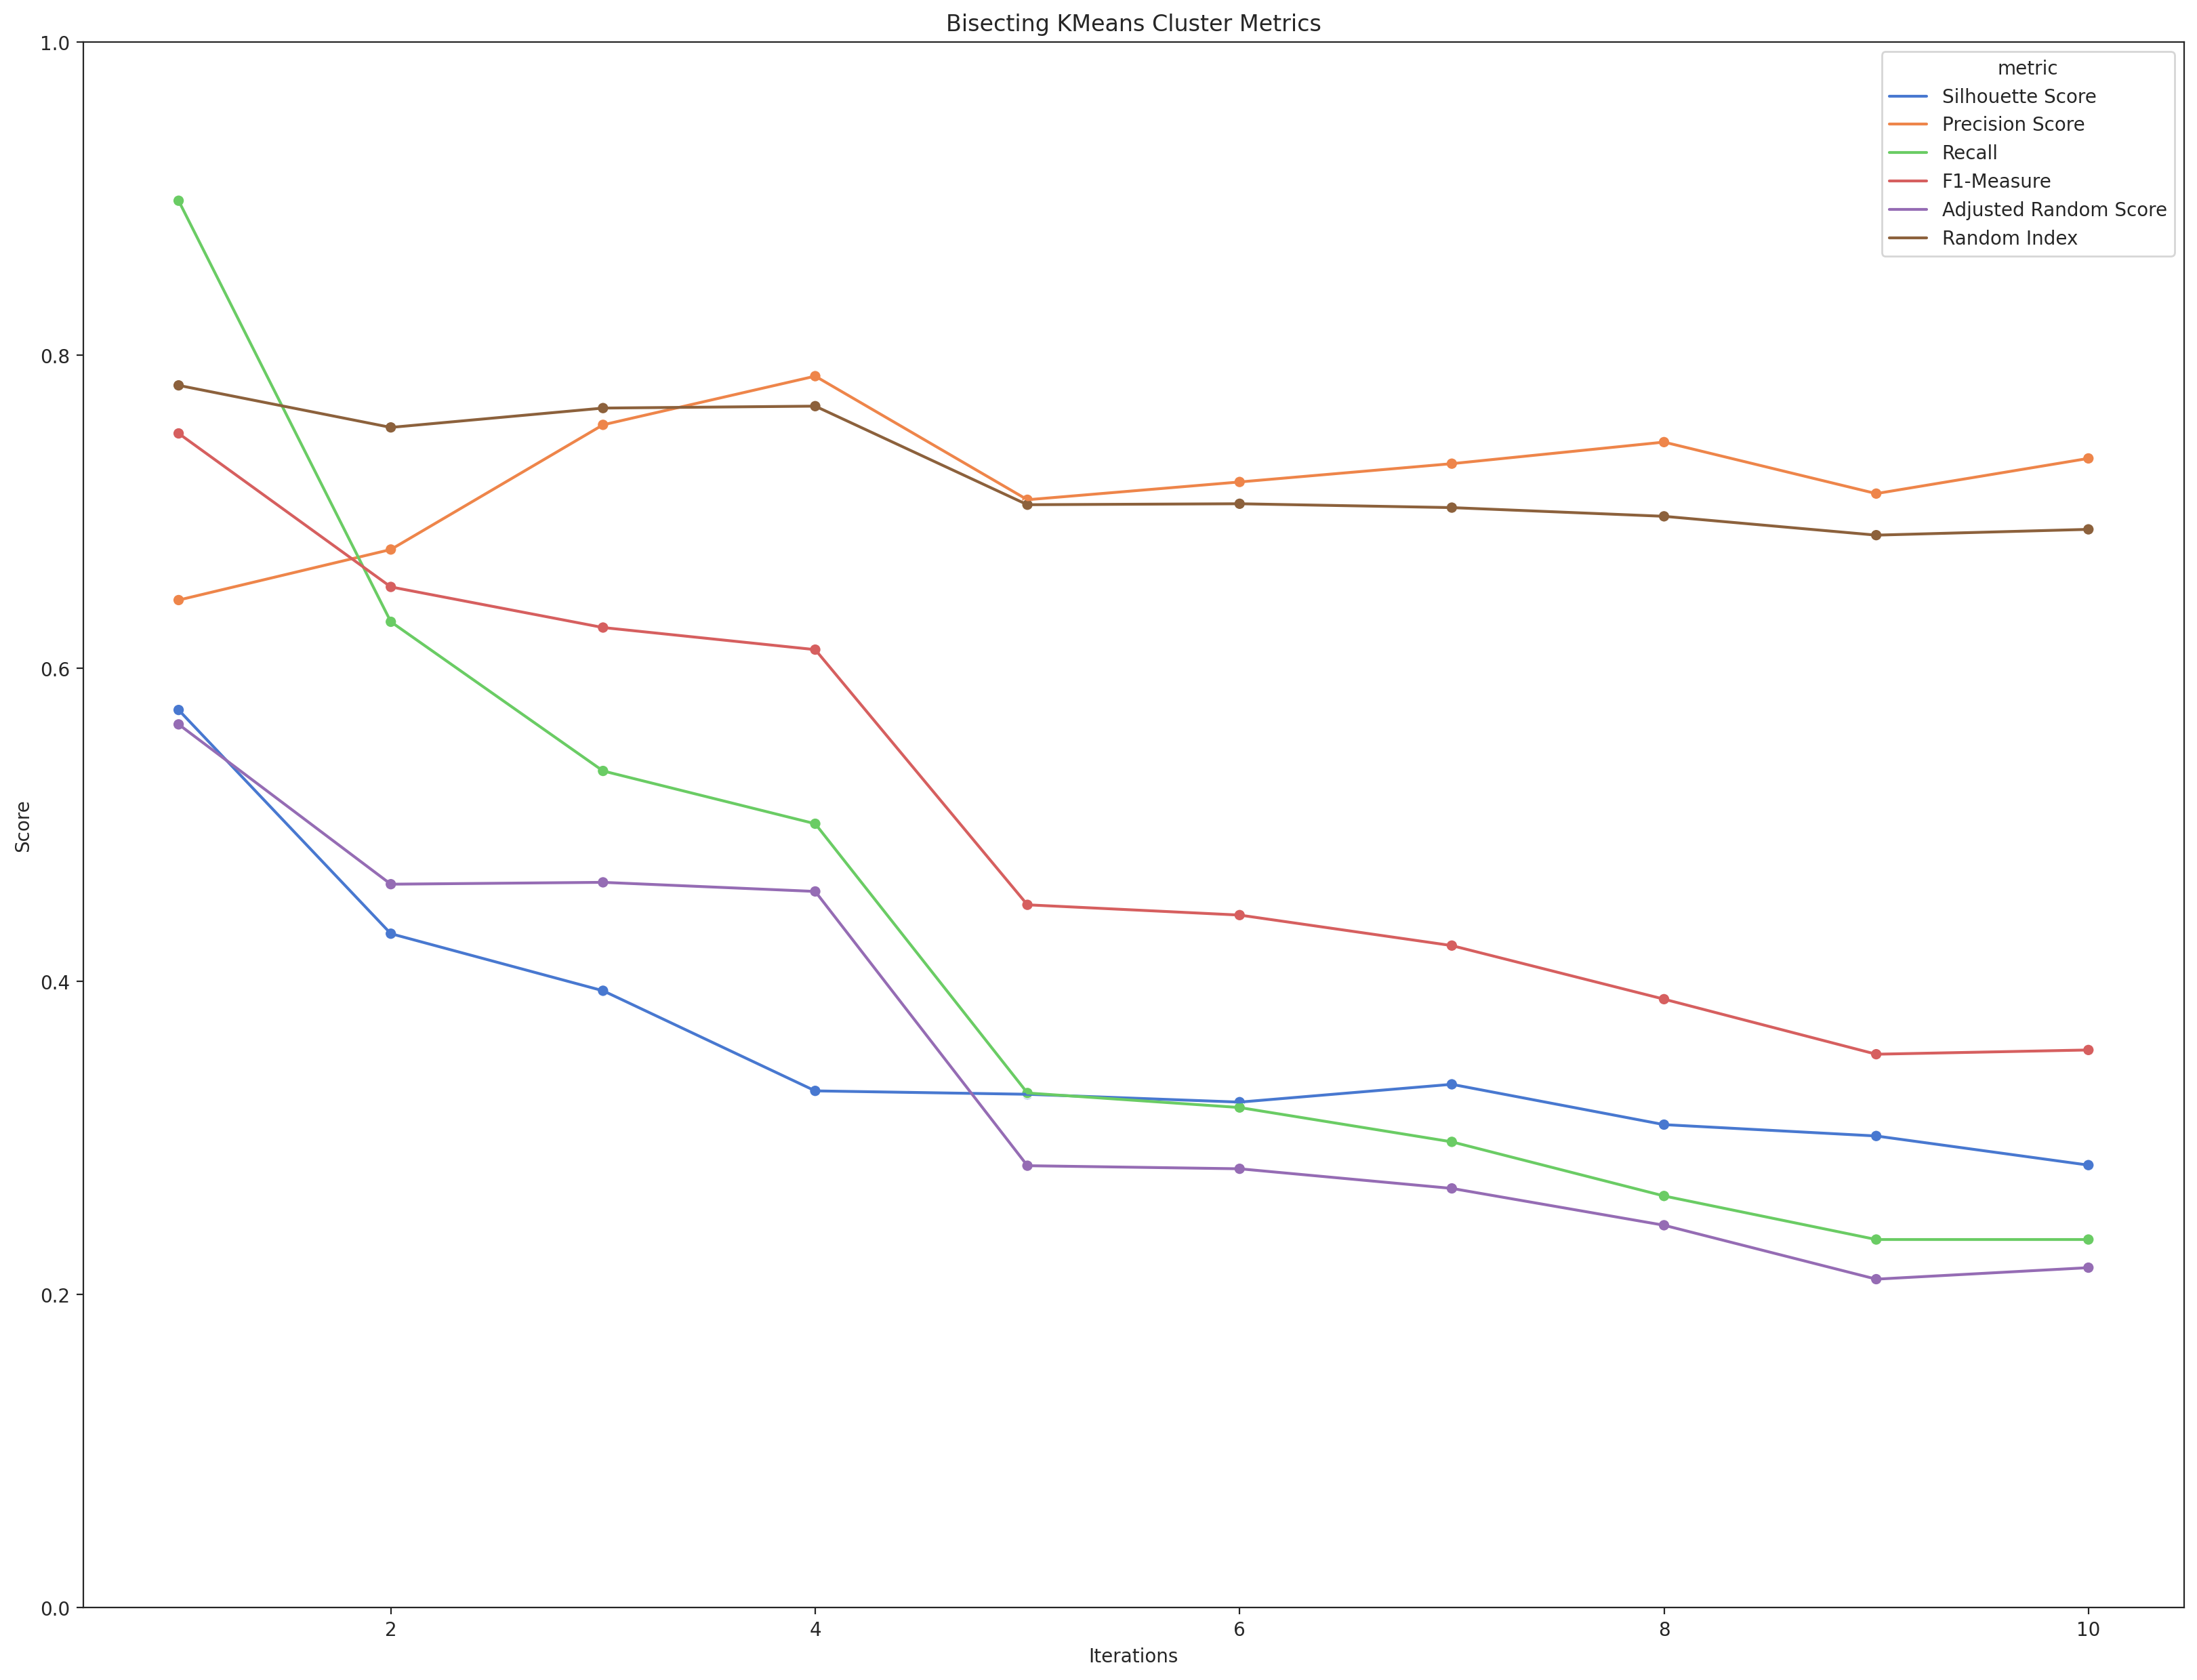 Bisecting KMeans Cluster Metrics
1.0
0.8
0.6
0.4
0.2
0.0
Score
metric
Silhouette Score
Precision Score
Recall
F1-Measure
Adjusted Random Score
Random Index
2
4
6
8
10
Iterations